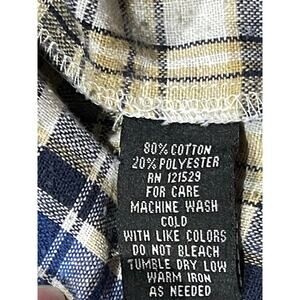 80% COTTON
20% POLYESTER
RN 121529
FOR CARE
MACHINE WASH
COLD
WITH LIKE COLORS
DO NOT BLEACH
TUMBLE DRY LOW
WARM IRON
AS NEEDED